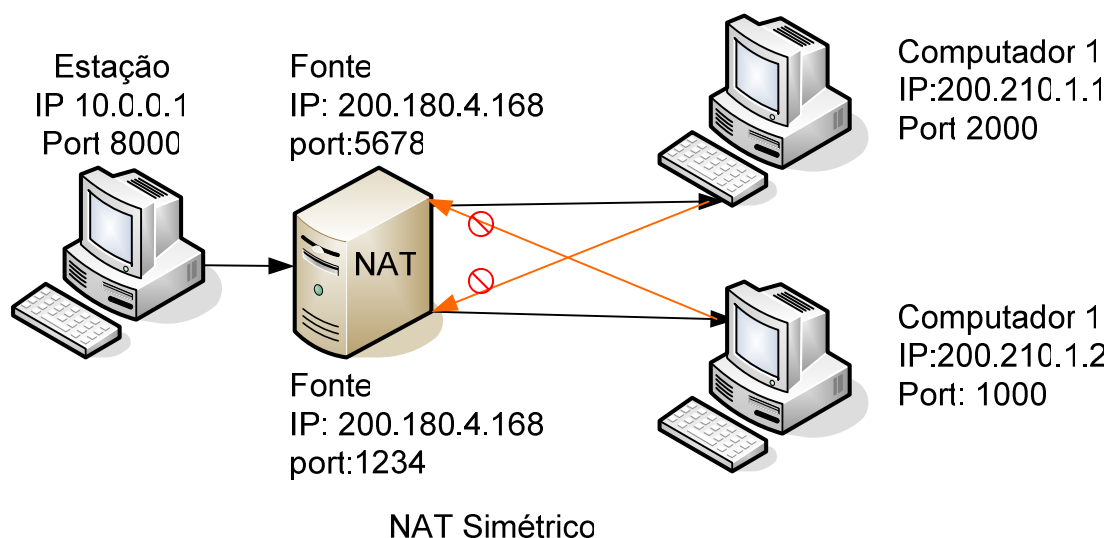 Estação
IP 10.0.0.1
Port 8000
Fonte
IP: 200.180.4.168
port:5678
Computador 1
IP:200.210.1.1
Port 2000
NAT
Fonte
IP: 200.180.4.168
port:1234
Computador 1
IP:200.210.1.2
Port: 1000
NAT Simétrico